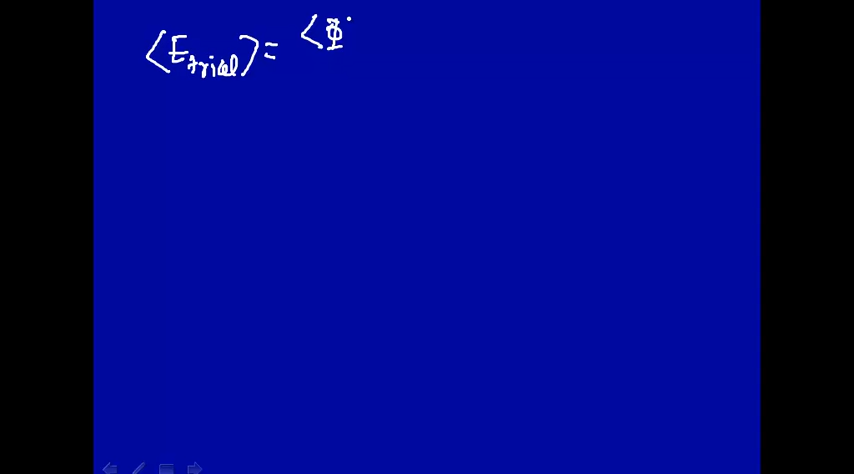 ⟨E_trial⟩ = ⟨Φ